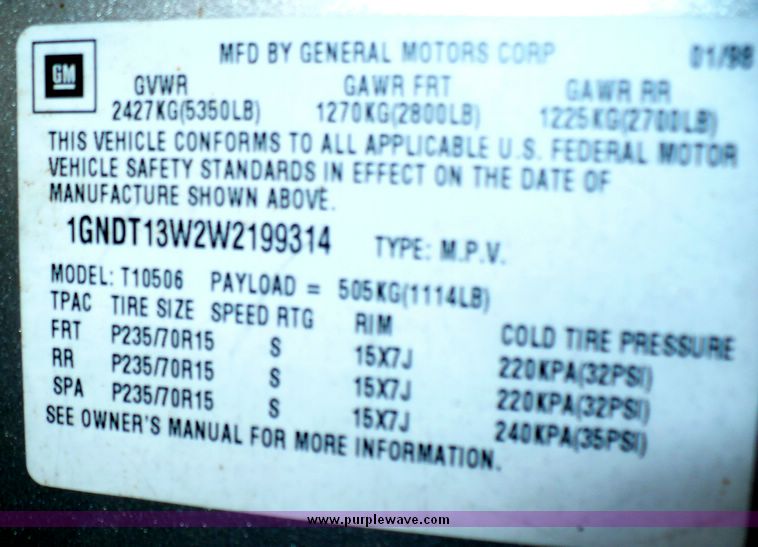 MFD BY GENERAL MOTORS CORP 01/98
GM
GVWR GAWR FRT GAWR RR
2427KG(5350LB) 1270KG(2800LB) 1225KG(2700LB)
THIS VEHICLE CONFORMS TO ALL APPLICABLE U.S. FEDERAL MOTOR
VEHICLE SAFETY STANDARDS IN EFFECT ON THE DATE OF
MANUFACTURE SHOWN ABOVE.
1GNDT13W2W2199314 TYPE: M.P.V.
MODEL: T10506 PAYLOAD = 505KG(1114LB)
TPAC TIRE SIZE SPEED RTG RIM COLD TIRE PRESSURE
FRT P235/70R15 S 15X7J 220KPA(32PSI)
RR P235/70R15 S 15X7J 220KPA(32PSI)
SPA P235/70R15 S 15X7J 240KPA(35PSI)
SEE OWNER'S MANUAL FOR MORE INFORMATION.
www.purplewave.com